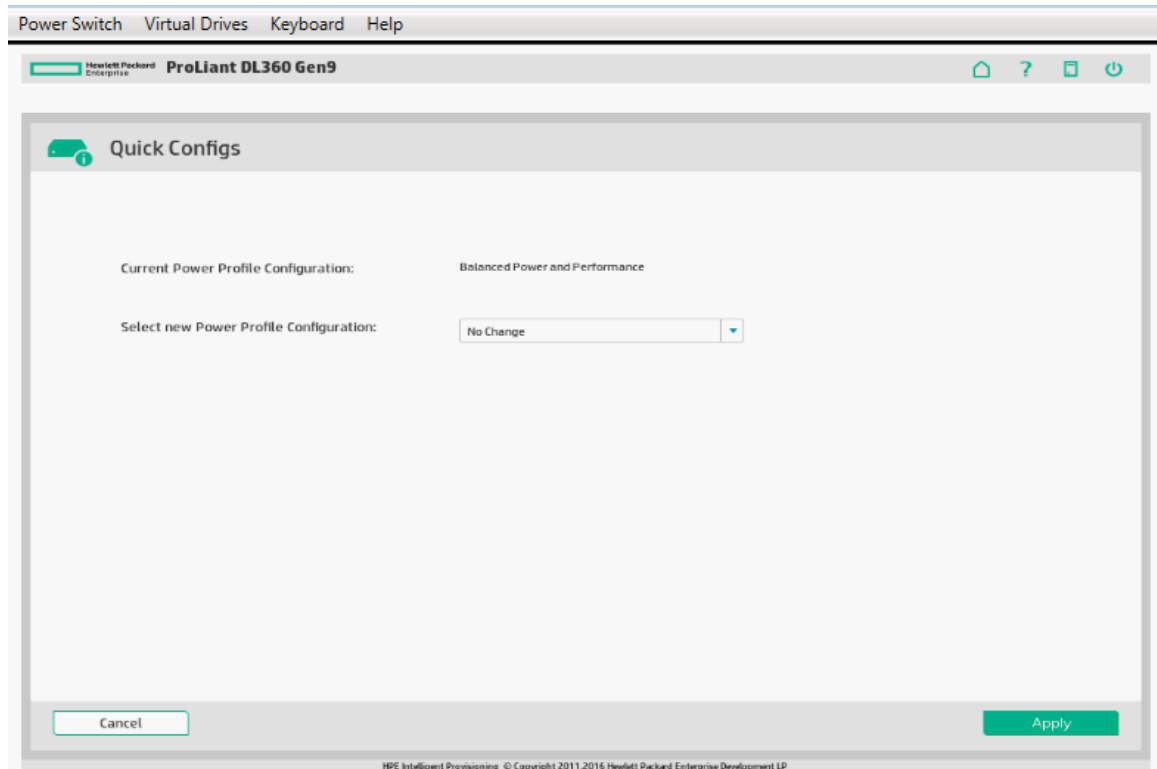 Power Switch Virtual Drives Keyboard Help
Hewlett Packard
Enterprise
ProLiant DL360 Gen9
?
Quick Configs
Current Power Profile Configuration: Balanced Power and Performance
Select new Power Profile Configuration: No Change
Cancel Apply
HPE Intelligent Provisioning © Copyright 2011,2016 Hewlett Packard Enterprise Development LP